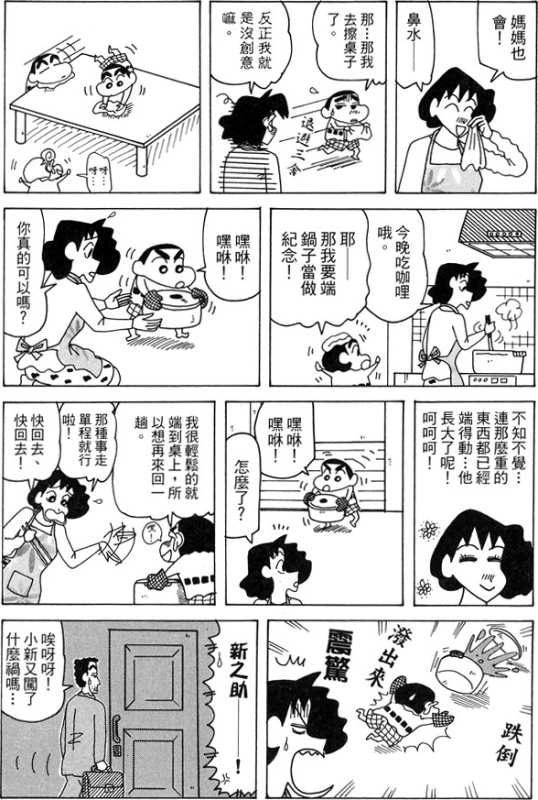 媽媽也
會！
鼻水——
那…那我
去擦桌子
了。
退避三舍
反正我就
是沒創意
嘛。
呀…
呀…
今晚吃咖哩
哦。
耶——
那我要端
鍋子當做
紀念！
嘿咻！
嘿咻！
你真的可以嗎？
不知不覺…
連那麼重的
東西都已經
端得動…他
長大了呢！
呵呵呵！
嘿咻！
嘿咻！
怎麼了？
我很輕鬆的就
端到桌上，所
以想再來回一
趟。
那種事走
單程就行
啦！
快回去、
快回去！
跌倒
潑出來
震驚
新之助——！
唉呀呀！
小新又闖了
什麼禍嗎…